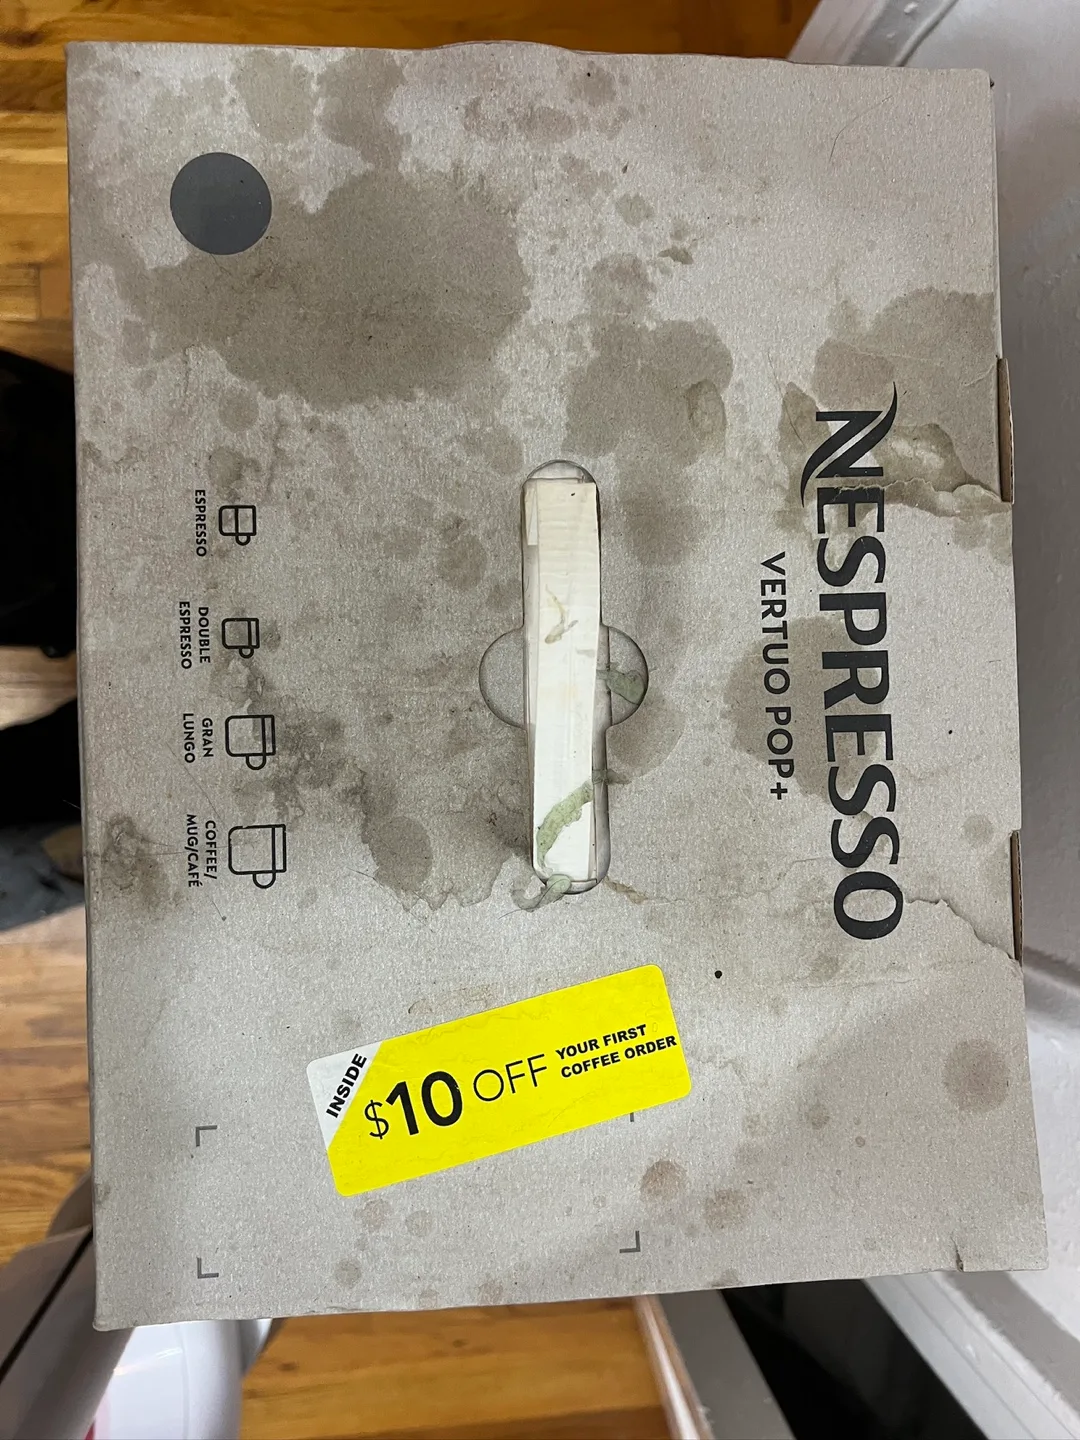 NESPRESSO
VERTUO POP+
ESPRESSO
DOUBLE
ESPRESSO
GRAN
LUNGO
COFFEE/
MUG/CAFÉ
INSIDE
$10 OFF
YOUR FIRST
COFFEE ORDER